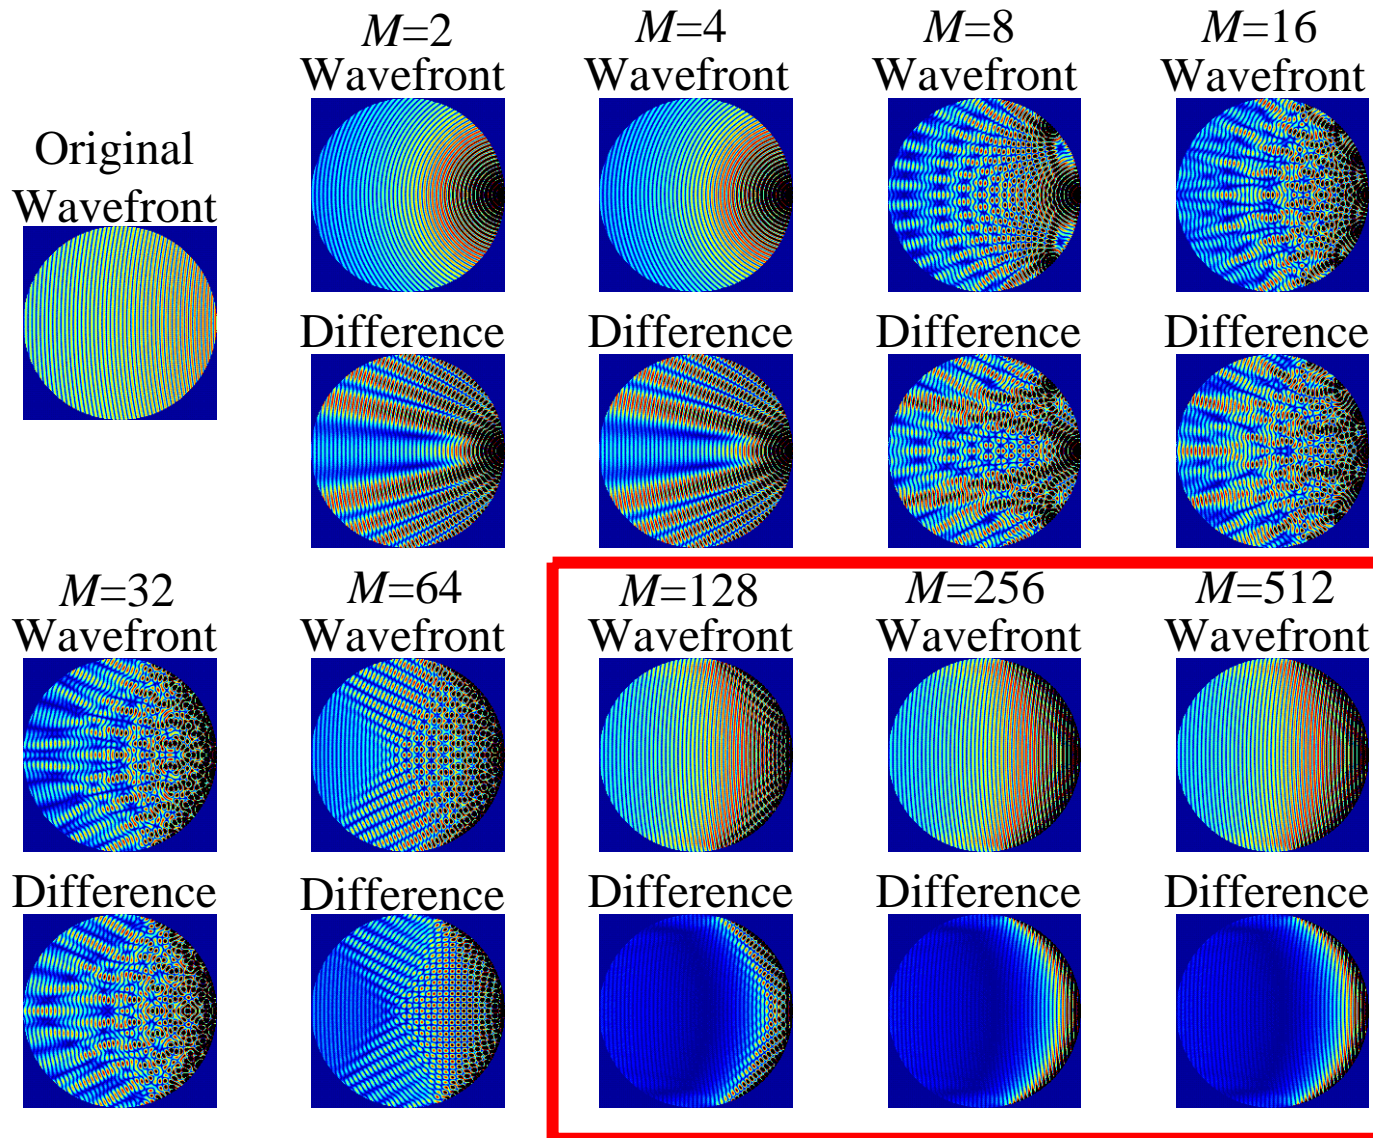 M=2
Wavefront
M=4
Wavefront
M=8
Wavefront
M=16
Wavefront
Original
Wavefront
Difference
Difference
Difference
Difference
M=32
Wavefront
M=64
Wavefront
M=128
Wavefront
M=256
Wavefront
M=512
Wavefront
Difference
Difference
Difference
Difference
Difference